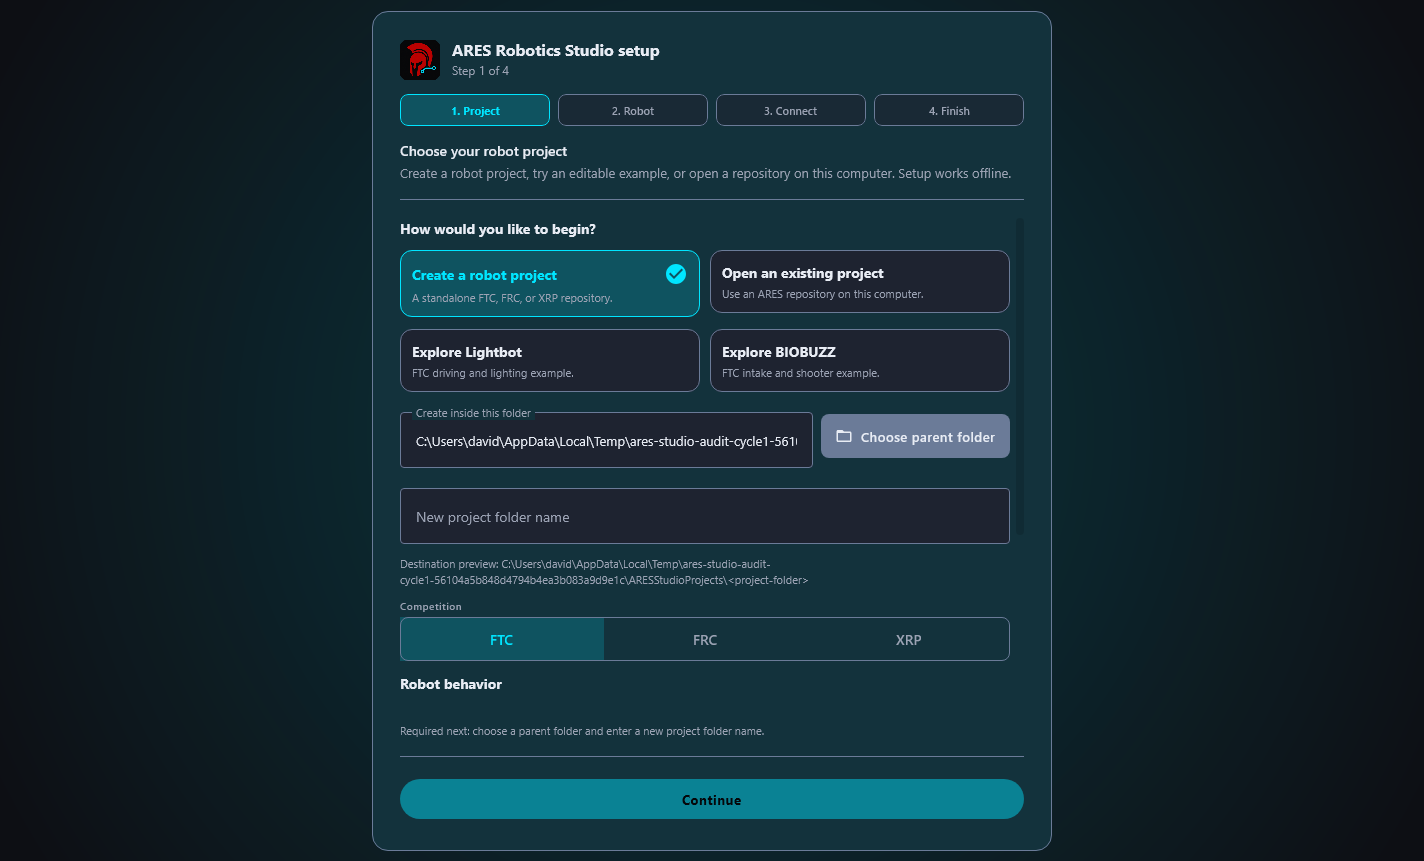 ARES Robotics Studio setup
Step 1 of 4
1. Project
2. Robot
3. Connect
4. Finish
Choose your robot project
Create a robot project, try an editable example, or open a repository on this computer. Setup works offline.
How would you like to begin?
Create a robot project
A standalone FTC, FRC, or XRP repository.
Open an existing project
Use an ARES repository on this computer.
Explore Lightbot
FTC driving and lighting example.
Explore BIOBUZZ
FTC intake and shooter example.
Create inside this folder
C:\Users\david\AppData\Local\Temp\ares-studio-audit-cycle1-5610
Choose parent folder
New project folder name
Destination preview: C:\Users\david\AppData\Local\Temp\ares-studio-audit-
cycle1-56104a5b848d4794b4ea3b083a9d9e1c\ARESStudioProjects\<project-folder>
Competition
FTC
FRC
XRP
Robot behavior
Required next: choose a parent folder and enter a new project folder name.
Continue